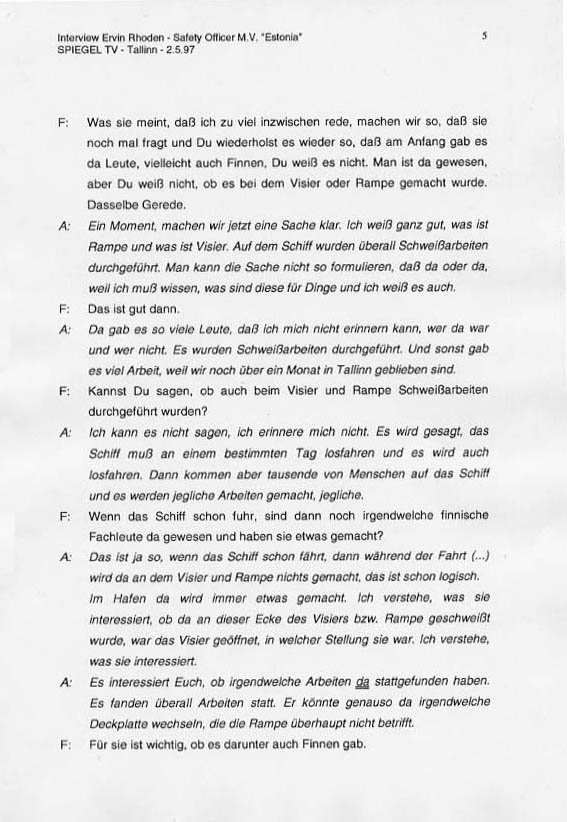 Interview Ervin Rhoden - Safety Officer M.V. "Estonia"
5
SPIEGEL TV - Tallinn - 2.5.97
F: Was sie meint, daß ich zu viel inzwischen rede, machen wir so, daß sie
noch mal fragt und Du wiederholst es wieder so, daß am Anfang gab es
da Leute, vielleicht auch Finnen, Du weiß es nicht. Man ist da gewesen,
aber Du weiß nicht, ob es bei dem Visier oder Rampe gemacht wurde.
Dasselbe Gerede.
A: Ein Moment, machen wir jetzt eine Sache klar. Ich weiß ganz gut, was ist
Rampe und was ist Visier. Auf dem Schiff wurden überall Schweißarbeiten
durchgeführt. Man kann die Sache nicht so formulieren, daß da oder da,
weil ich muß wissen, was sind diese für Dinge und ich weiß es auch.
F: Das ist gut dann.
A: Da gab es so viele Leute, daß ich mich nicht erinnern kann, wer da war
und wer nicht. Es wurden Schweißarbeiten durchgeführt. Und sonst gab
es viel Arbeit, weil wir noch über ein Monat in Tallinn geblieben sind.
F: Kannst Du sagen, ob auch beim Visier und Rampe Schweißarbeiten
durchgeführt wurden?
A: Ich kann es nicht sagen, ich erinnere mich nicht. Es wird gesagt, das
Schiff muß an einem bestimmten Tag losfahren und es wird auch
losfahren. Dann kommen aber tausende von Menschen auf das Schiff
und es werden jegliche Arbeiten gemacht, jegliche.
F: Wenn das Schiff schon fuhr, sind dann noch irgendwelche finnische
Fachleute da gewesen und haben sie etwas gemacht?
A: Das ist ja so, wenn das Schiff schon fährt, dann während der Fahrt (...)
wird da an dem Visier und Rampe nichts gemacht, das ist schon logisch.
Im Hafen da wird immer etwas gemacht. Ich verstehe, was sie
interessiert, ob da an dieser Ecke des Visiers bzw. Rampe geschweißt
wurde, war das Visier geöffnet, in welcher Stellung sie war. Ich verstehe,
was sie interessiert.
A: Es interessiert Euch, ob irgendwelche Arbeiten da stattgefunden haben.
Es fanden überall Arbeiten statt. Er könnte genauso da irgendwelche
Deckplatte wechseln, die die Rampe überhaupt nicht betrifft.
F: Für sie ist wichtig, ob es darunter auch Finnen gab.